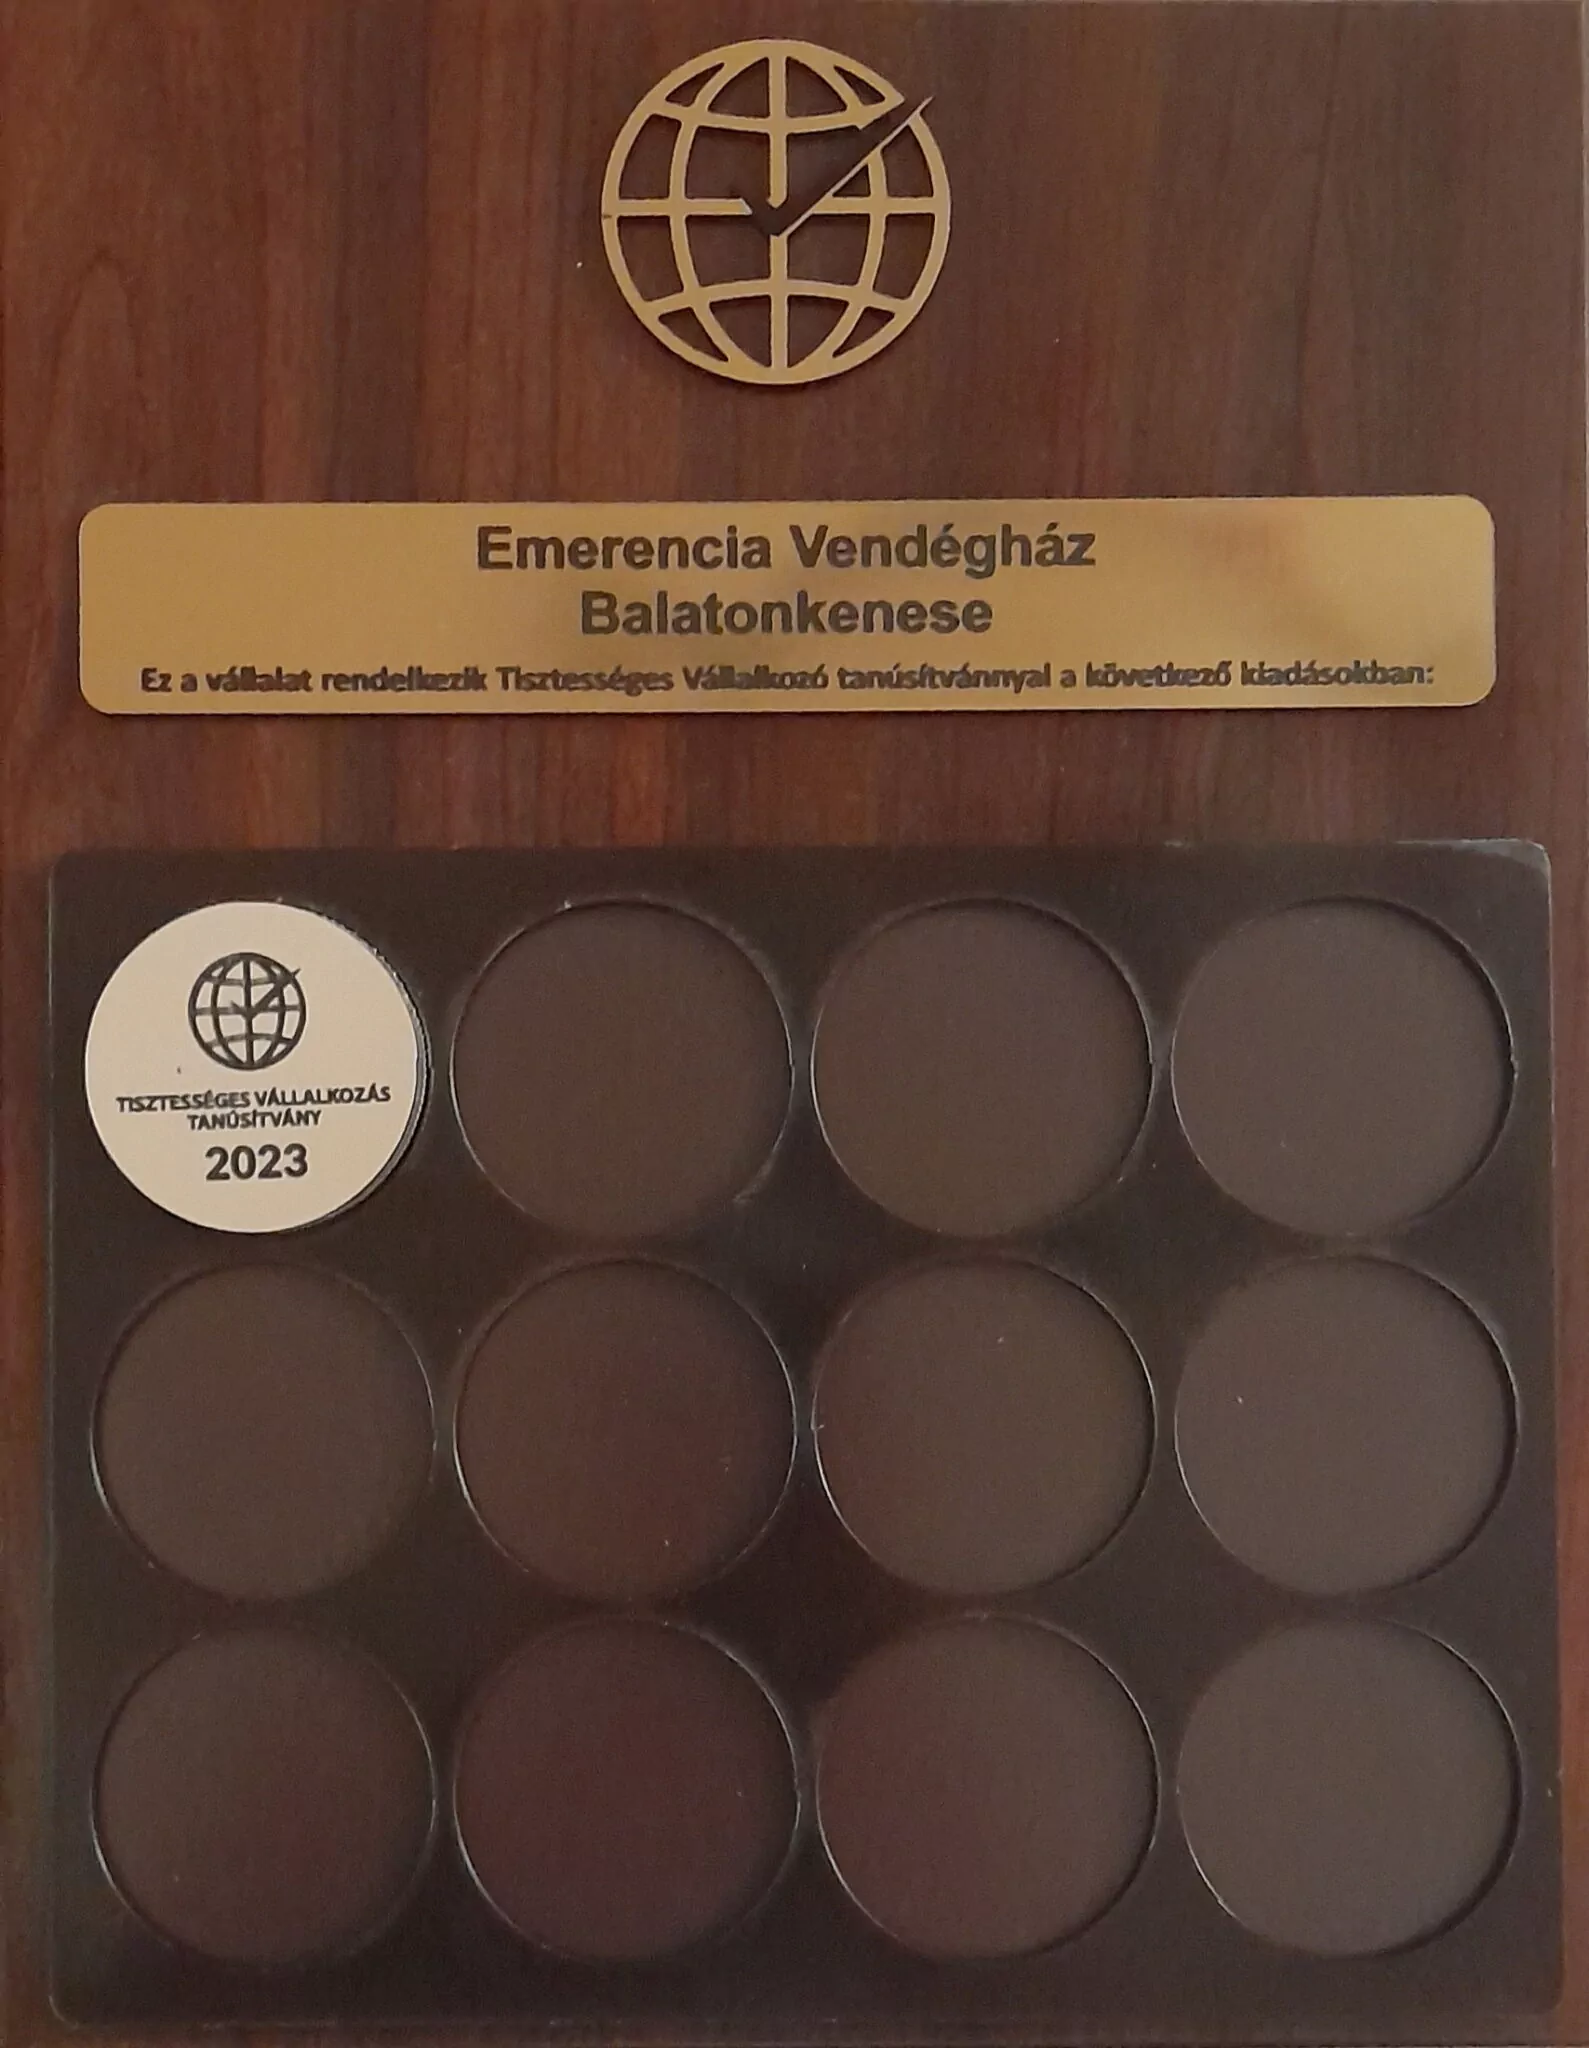 Emerencia Vendégház
Balatonkenese
Ez a vállalat rendelkezik Tisztességes Vállalkozó tanúsítvánnyal a következő kiadásokban:
TISZTESSÉGES VÁLLALKOZÁS
TANÚSÍTVÁNY
2023